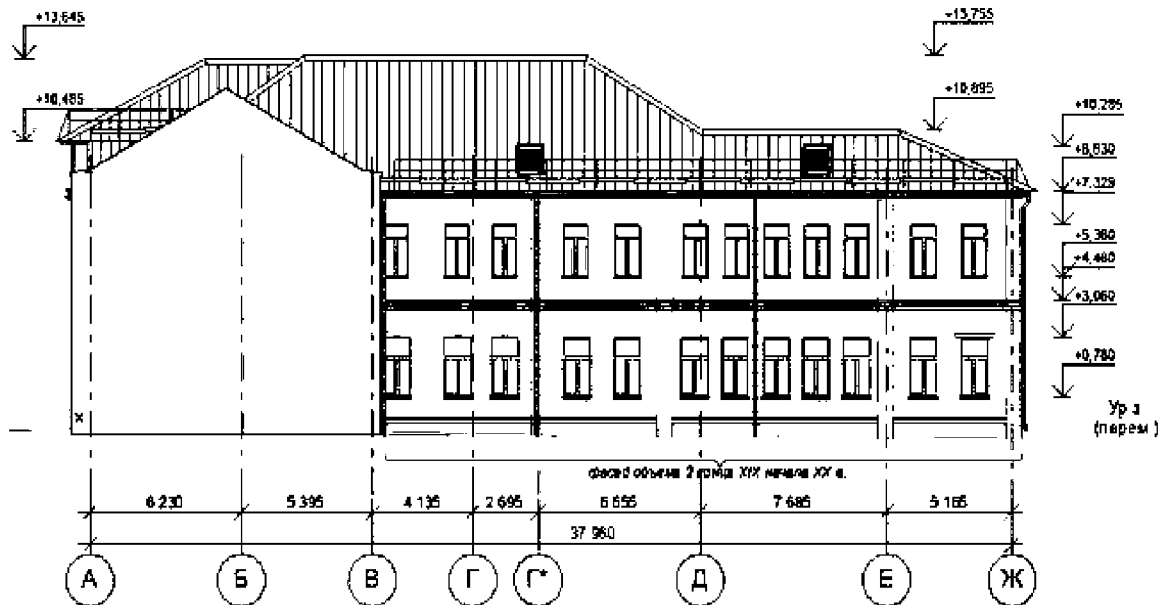 +13,645
+10,485
+13,755
+10,895
+10,285
+8,830
+7,329
+5,360
+4,460
+3,060
+0,780
Ур з
(перем.)
фасад объема 2 конца XIX начала XX в.
6 230
5 395
4 135
2 695
6 655
7 685
5 165
37 960
А
Б
В
Г
Г*
Д
Е
Ж